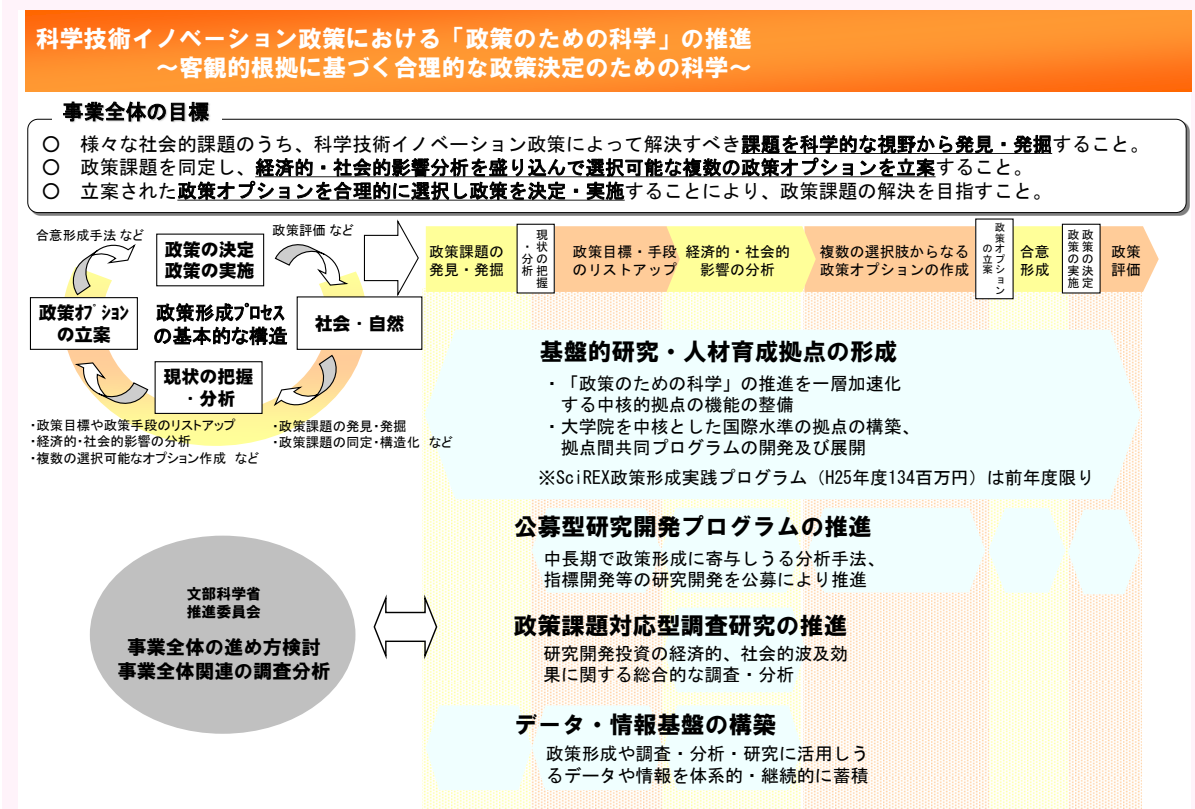 科学技術イノベーション政策における「政策のための科学」の推進
～客観的根拠に基づく合理的な政策決定のための科学～
事業全体の目標
○ 様々な社会的課題のうち、科学技術イノベーション政策によって解決すべき課題を科学的な視野から発見・発掘すること。
○ 政策課題を同定し、経済的・社会的影響分析を盛り込んで選択可能な複数の政策オプションを立案すること。
○ 立案された政策オプションを合理的に選択し政策を決定・実施することにより、政策課題の解決を目指すこと。
合意形成手法 など
政策評価 など
政策の決定
政策の実施
政策ｵﾌﾟｼｮﾝ
の立案
政策形成ﾌﾟﾛｾｽ
の基本的な構造
社会・自然
現状の把握
・分析
・政策目標や政策手段のリストアップ
・経済的・社会的影響の分析
・複数の選択可能なオプション作成 など
・政策課題の発見・発掘
・政策課題の同定・構造化 など
政策課題の
発見・発掘
現状の把握
・分析
政策目標・手段
のリストアップ
経済的・社会的
影響の分析
複数の選択肢からなる
政策オプションの作成
政策オプション
の立案
合意
形成
政策の決定
政策の実施
政策
評価
基盤的研究・人材育成拠点の形成
・「政策のための科学」の推進を一層加速化
する中核的拠点の機能の整備
・大学院を中核とした国際水準の拠点の構築、
拠点間共同プログラムの開発及び展開
※SciREX政策形成実践プログラム（H25年度134百万円）は前年度限り
公募型研究開発プログラムの推進
中長期で政策形成に寄与しうる分析手法、
指標開発等の研究開発を公募により推進
文部科学省
推進委員会
事業全体の進め方検討
事業全体関連の調査分析
政策課題対応型調査研究の推進
研究開発投資の経済的、社会的波及効
果に関する総合的な調査・分析
データ・情報基盤の構築
政策形成や調査・分析・研究に活用しう
るデータや情報を体系的・継続的に蓄積